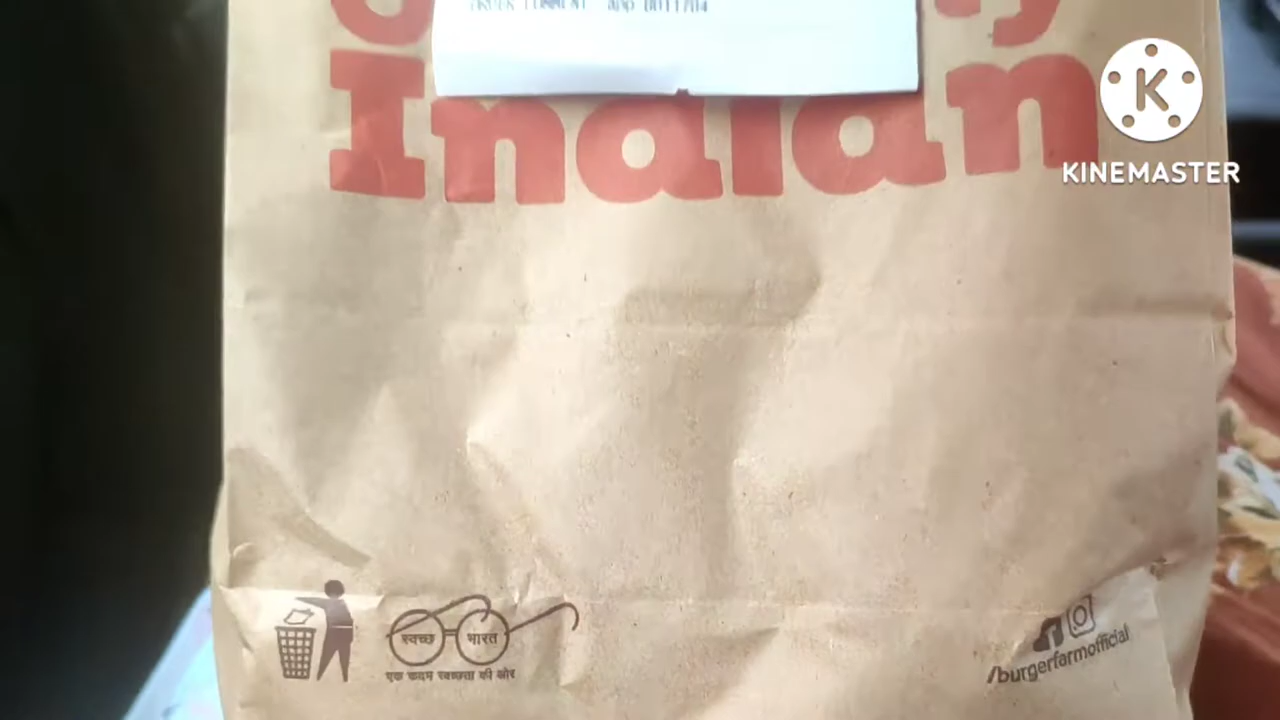 Indian
KINEMASTER
स्वच्छ भारत
एक कदम स्वच्छता की ओर
/burgerfarmofficial